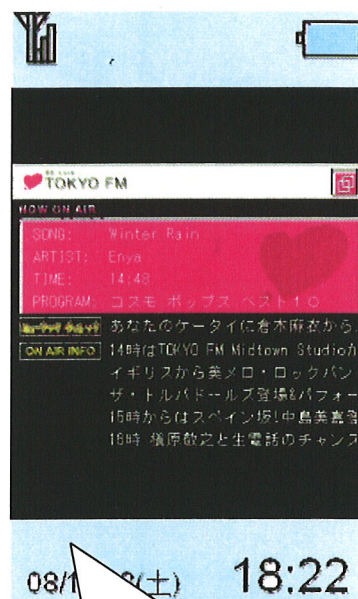 TOKYO FM
NOW ON AIR
SONG: Winter Rain
ARTIST: Enya
TIME: 14:48
PROGRAM: コスモ ポップス ベスト10
あなたのケータイに倉木麻衣から
ON AIR INFO 14時はTOKYO FM Midtown Studioか
イギリスから美メロ・ロックバン
ザ・トルバドールズ登場&パフォー
15時からはスペイン坂!中島美嘉登
16時 槇原敬之と生電話のチャンス
08/1 (土) 18:22